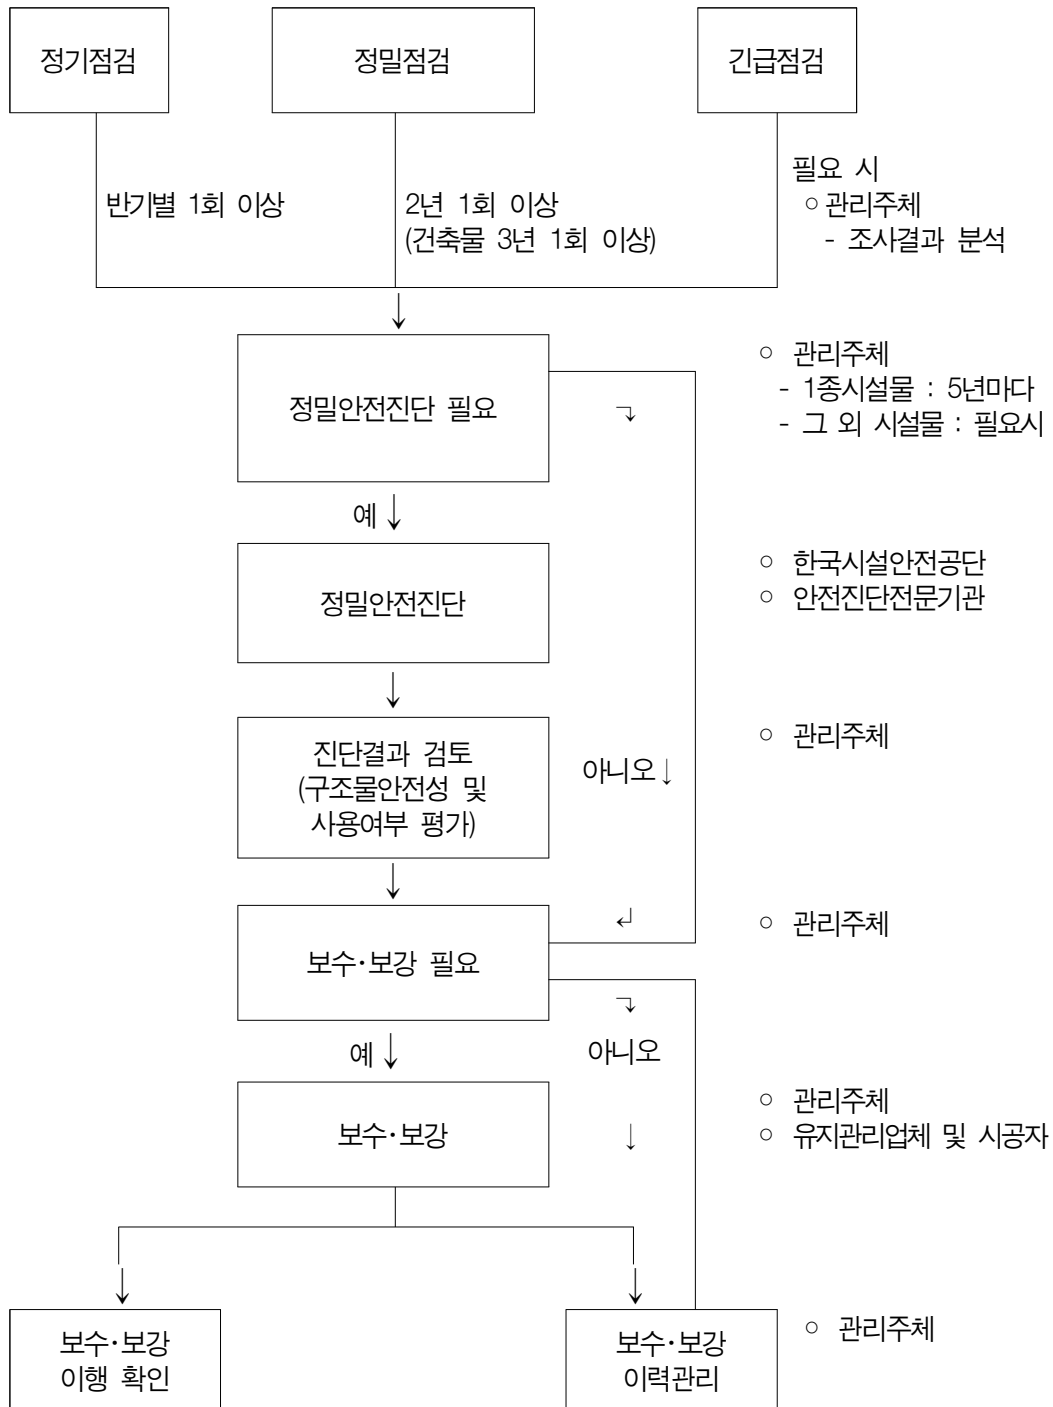 정기점검
정밀점검
긴급점검
반기별 1회 이상
2년 1회 이상
(건축물 3년 1회 이상)
필요 시
○ 관리주체
- 조사결과 분석
정밀안전진단 필요
○ 관리주체
- 1종시설물 : 5년마다
- 그 외 시설물 : 필요시
예
정밀안전진단
○ 한국시설안전공단
○ 안전진단전문기관
진단결과 검토
(구조물안전성 및
사용여부 평가)
아니오
○ 관리주체
보수·보강 필요
○ 관리주체
예
아니오
보수·보강
○ 관리주체
○ 유지관리업체 및 시공자
보수·보강
이행 확인
보수·보강
이력관리
○ 관리주체